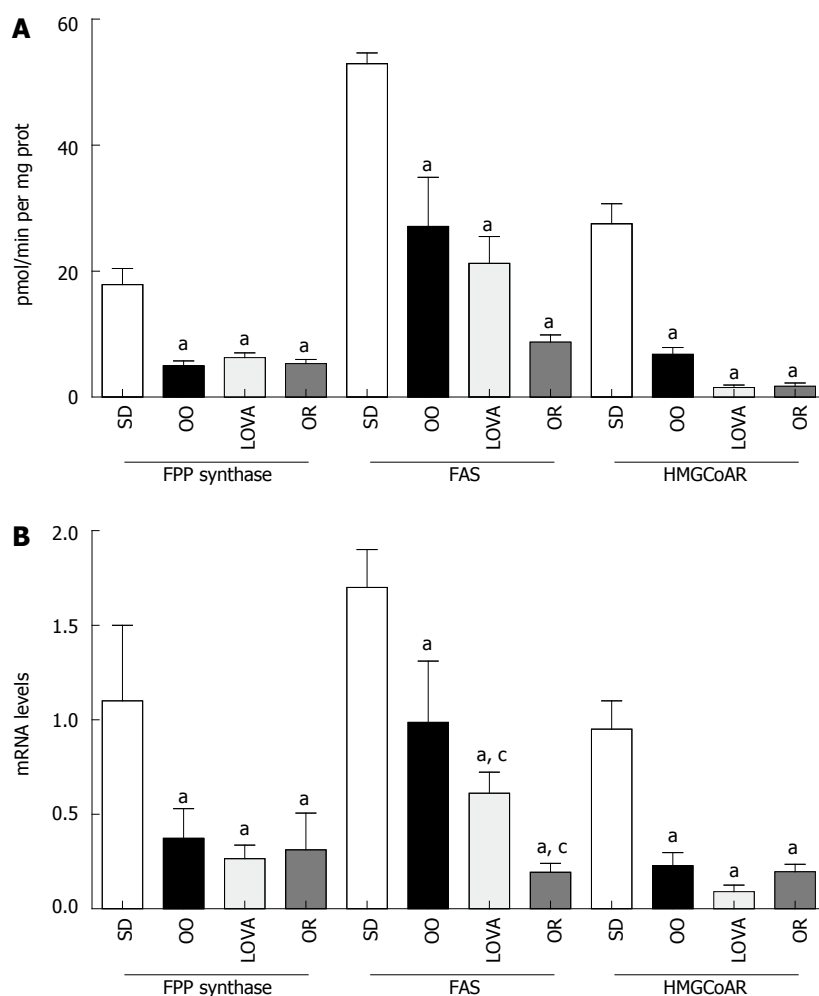 A
60
40
20
0
pmol/min per mg prot
a a a
a a a
a a a
SD OO LOVA OR SD OO LOVA OR SD OO LOVA OR
FPP synthase FAS HMGCoAR
B
2.0
1.5
1.0
0.5
0.0
mRNA levels
a a a
a a, c a, c
a a a
SD OO LOVA OR SD OO LOVA OR SD OO LOVA OR
FPP synthase FAS HMGCoAR